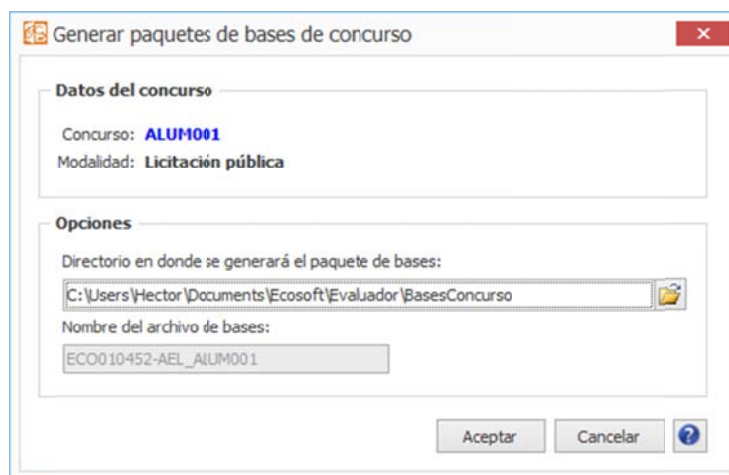 Generar paquetes de bases de concurso
Datos del concurso
Concurso: ALUM001
Modalidad: Licitación pública
Opciones
Directorio en donde se generará el paquete de bases:
C:\Users\Hector\Documents\Ecosoft\Evaluador\BasesConcurso
Nombre del archivo de bases:
ECO010452-AEL_AlUM001
Aceptar Cancelar ?